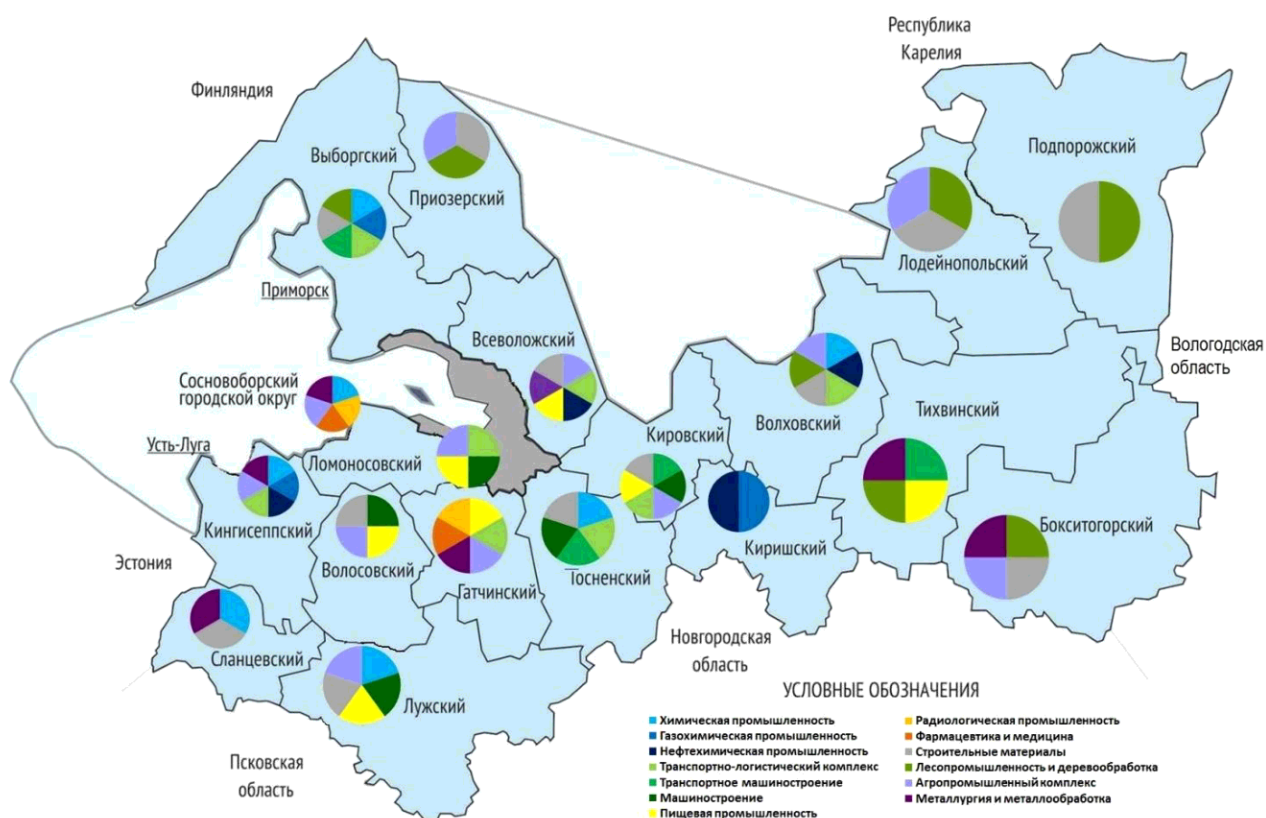 Республика
Карелия
Финляндия
Выборгский
Подпорожский
Приозерский
Лодейнопольский
Приморск
Всеволожский
Вологодская
область
Сосновоборский
городской округ
Тихвинский
Волховский
Кировский
Усть-Луга
Ломоносовский
Кингисеппский
Бокситогорский
Киришский
Эстония
Волосовский
Тосненский
Гатчинский
Новгородская
область
Сланцевский
Лужский
Псковская
область
УСЛОВНЫЕ ОБОЗНАЧЕНИЯ
Химическая промышленность
Газохимическая промышленность
Нефтехимическая промышленность
Транспортно-логистический комплекс
Транспортное машиностроение
Машиностроение
Пищевая промышленность
Радиологическая промышленность
Фармацевтика и медицина
Строительные материалы
Лесопромышленность и деревообработка
Агропромышленный комплекс
Металлургия и металлообработка